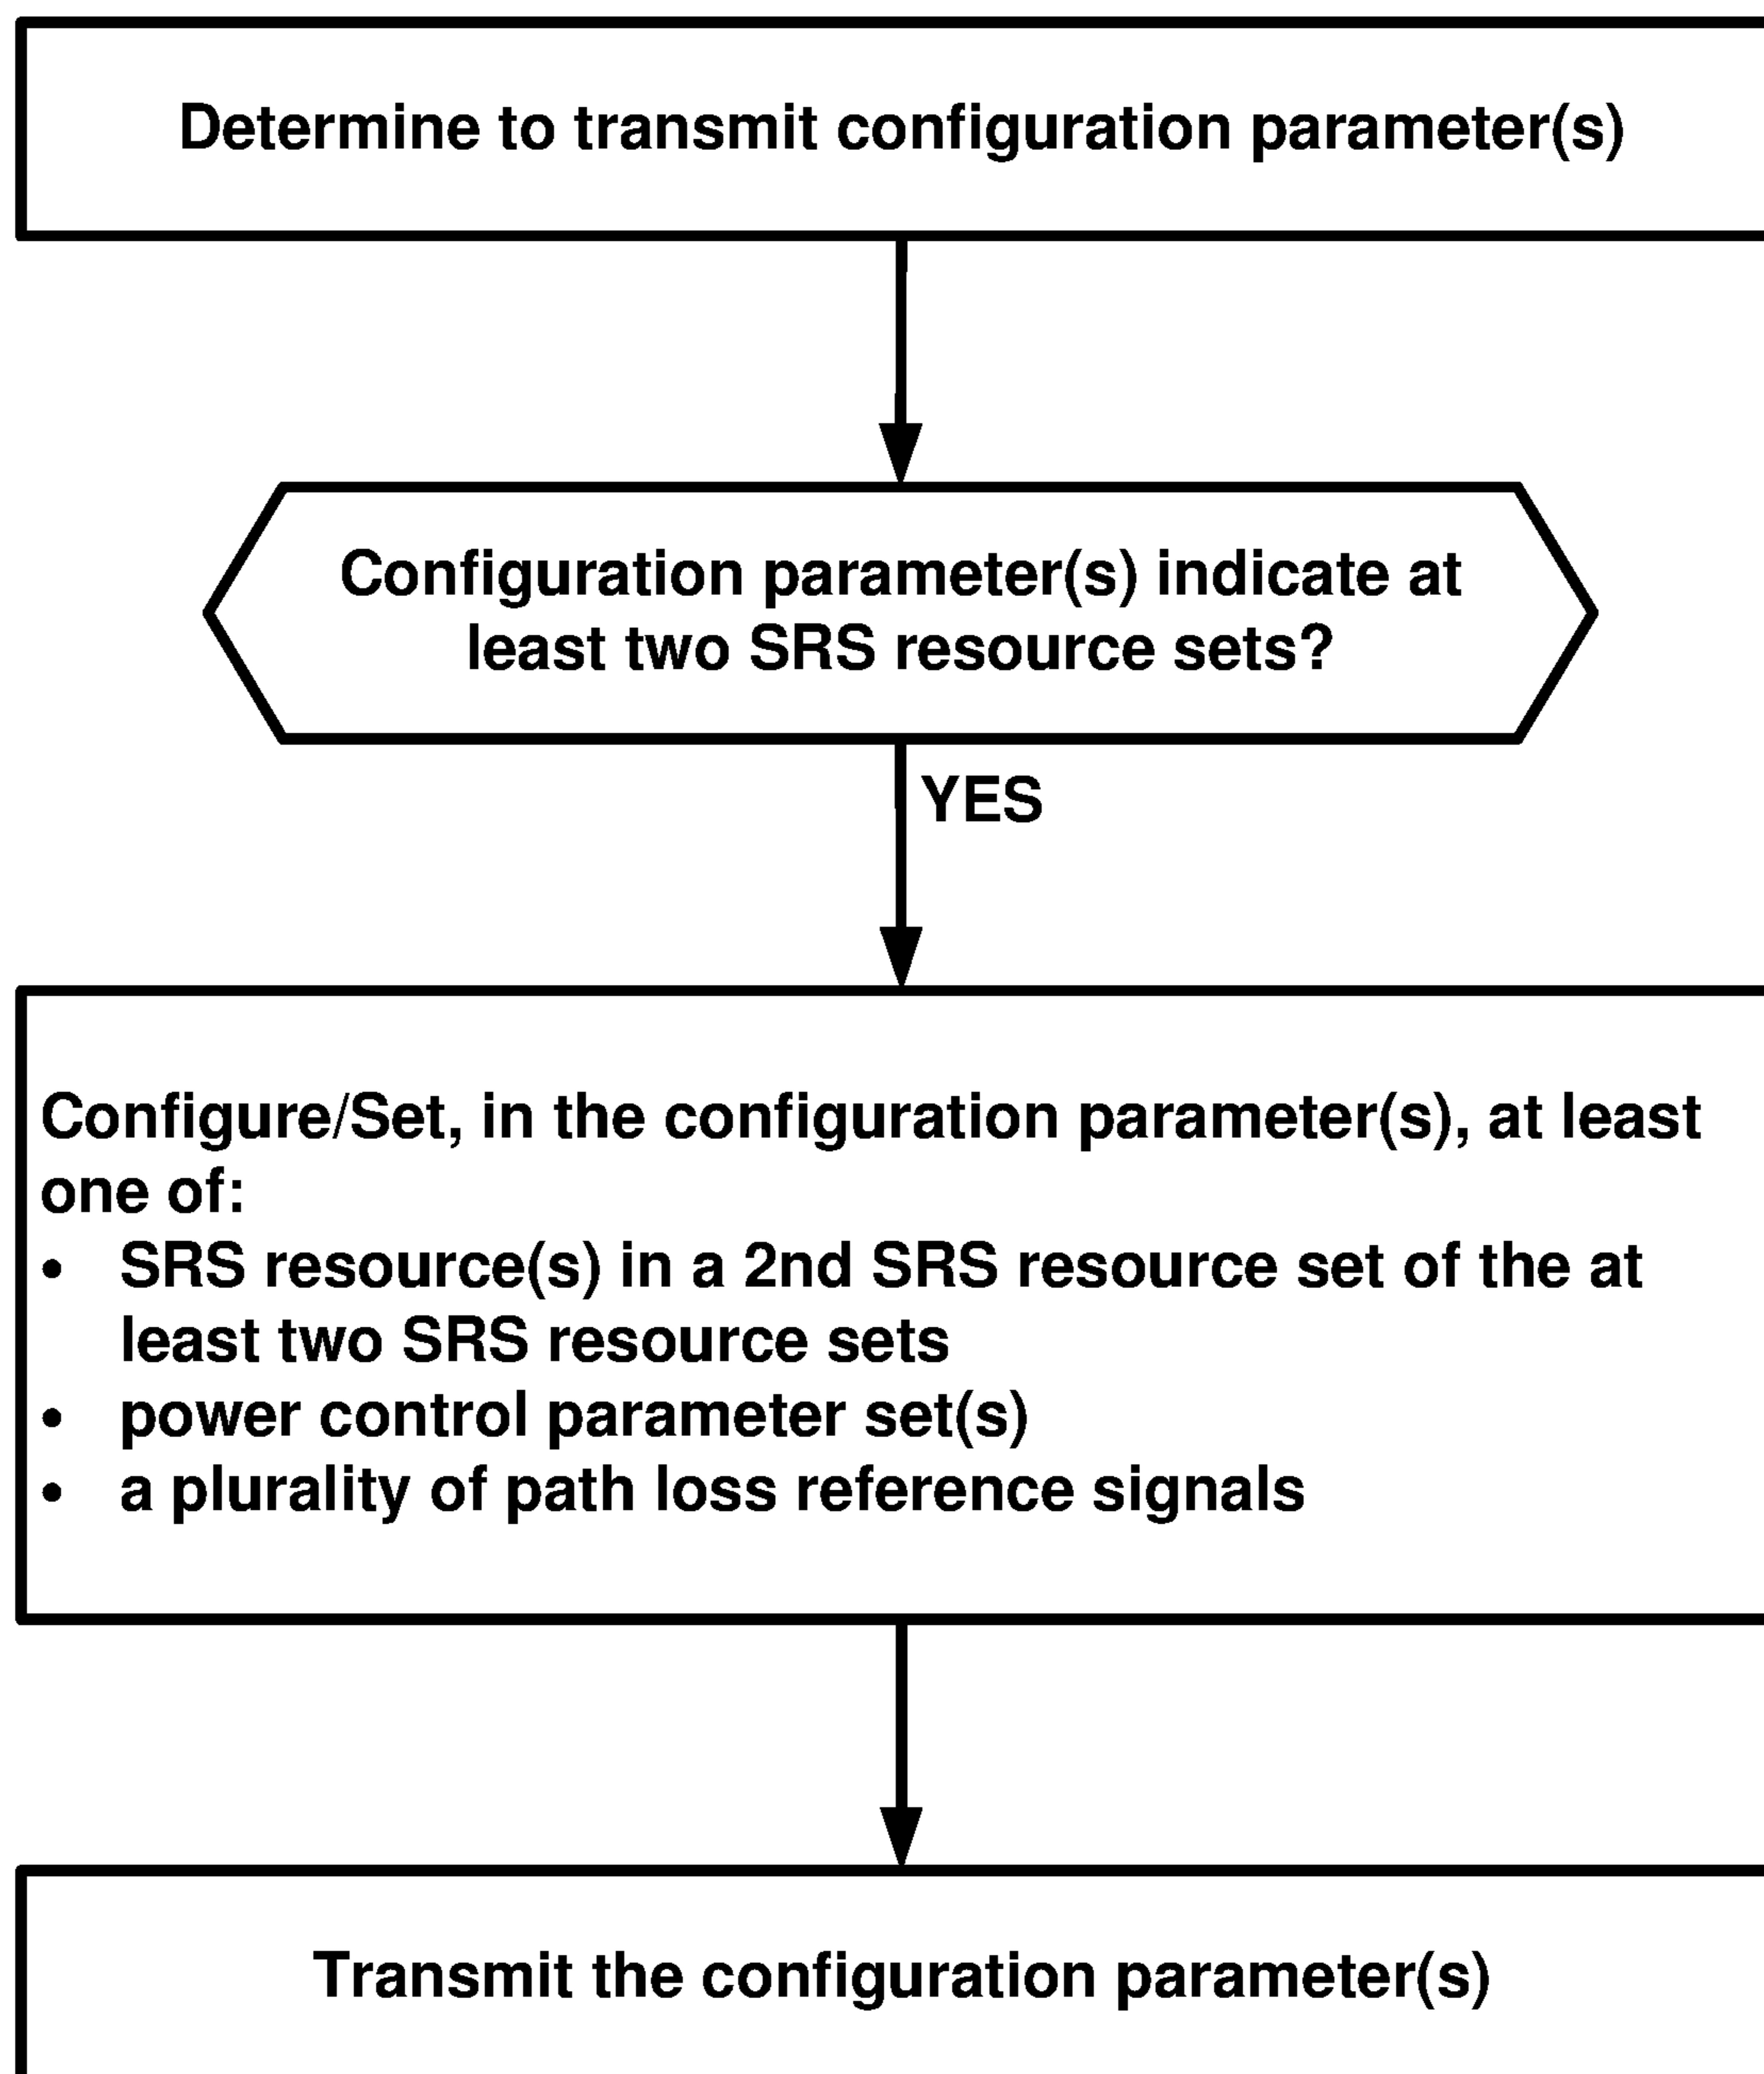 Determine to transmit configuration parameter(s)
Configuration parameter(s) indicate at
least two SRS resource sets?
YES
Configure/Set, in the configuration parameter(s), at least
one of:
• SRS resource(s) in a 2nd SRS resource set of the at
least two SRS resource sets
• power control parameter set(s)
• a plurality of path loss reference signals
Transmit the configuration parameter(s)